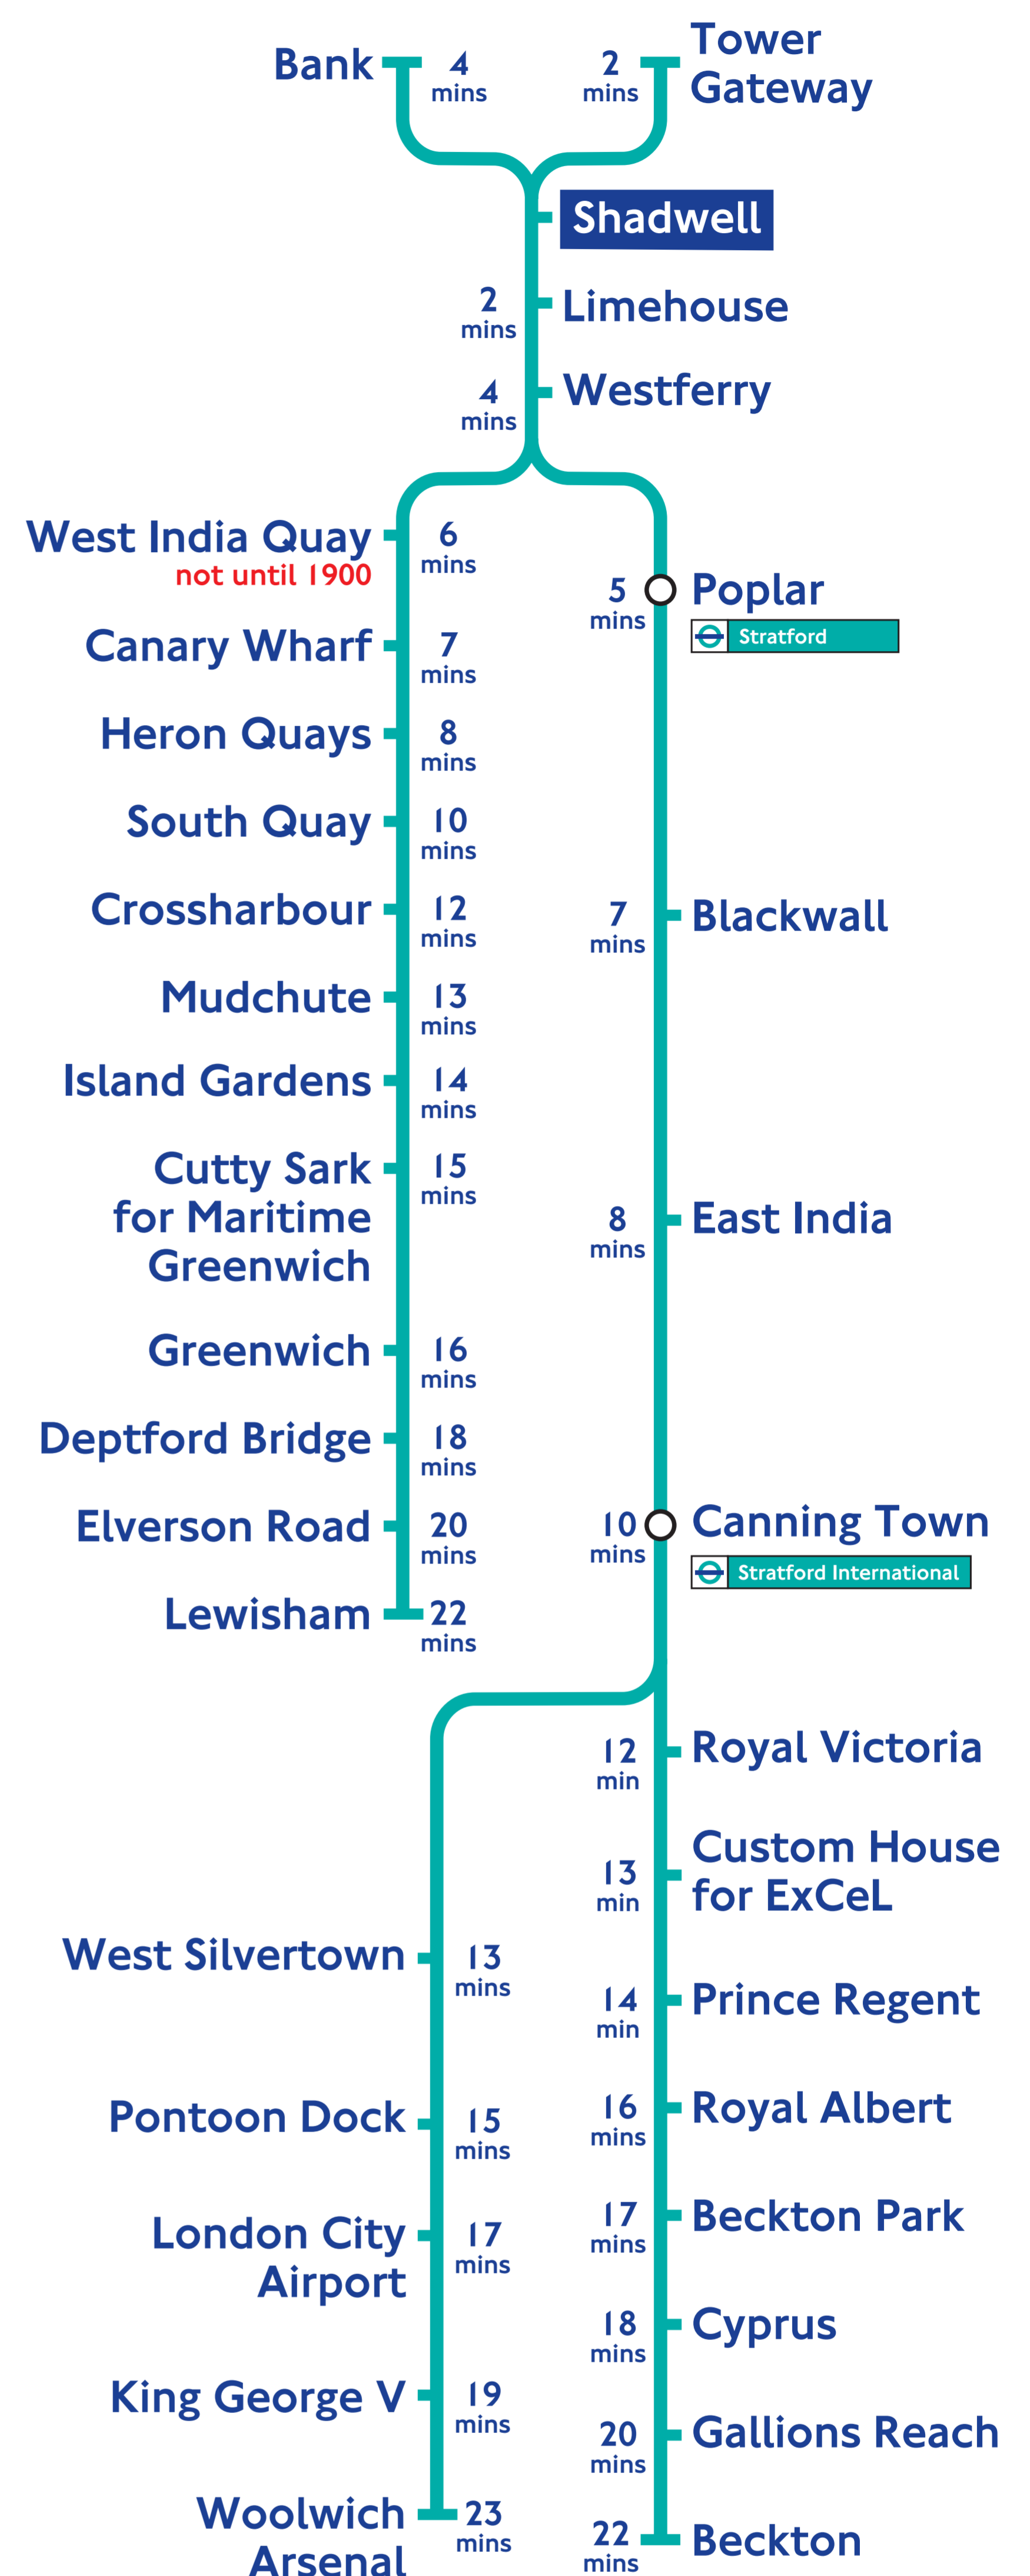 Bank
4
mins
2
mins
Tower
Gateway
Shadwell
2
mins
Limehouse
4
mins
Westferry
West India Quay
not until 1900
6
mins
5
mins
Poplar
Stratford
Canary Wharf
7
mins
Heron Quays
8
mins
South Quay
10
mins
Crossharbour
12
mins
7
mins
Blackwall
Mudchute
13
mins
Island Gardens
14
mins
Cutty Sark
for Maritime
Greenwich
15
mins
8
mins
East India
Greenwich
16
mins
Deptford Bridge
18
mins
Elverson Road
20
mins
10
mins
Canning Town
Stratford International
Lewisham
22
mins
12
min
Royal Victoria
13
min
Custom House
for ExCeL
West Silvertown
13
mins
14
min
Prince Regent
Pontoon Dock
15
mins
16
mins
Royal Albert
London City
Airport
17
mins
17
mins
Beckton Park
18
mins
Cyprus
King George V
19
mins
20
mins
Gallions Reach
Woolwich
Arsenal
23
mins
22
mins
Beckton